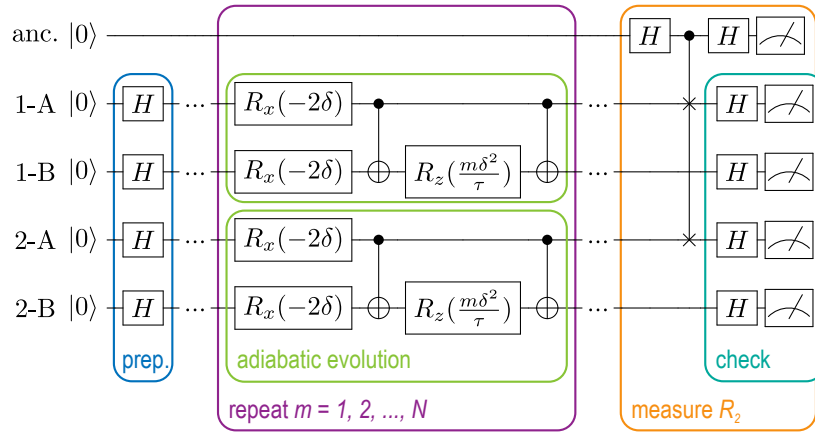 anc. |0⟩ H H
1-A |0⟩ H ... R_x(−2δ) ... H
1-B |0⟩ H ... R_x(−2δ) R_z(mδ²/τ) ... H
2-A |0⟩ H ... R_x(−2δ) ... H
2-B |0⟩ H ... R_x(−2δ) R_z(mδ²/τ) ... H
prep. adiabatic evolution check
repeat m = 1, 2, ..., N measure R₂